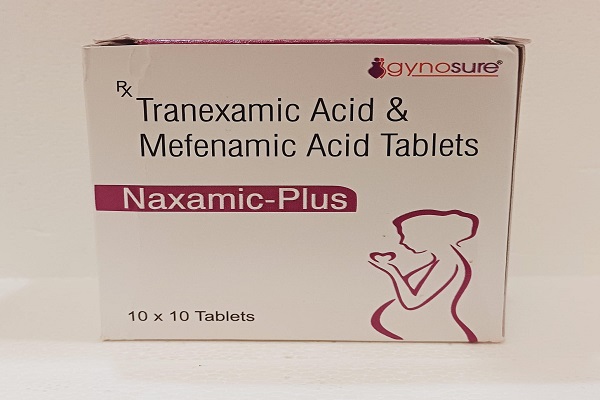 gynosure®
Rx
Tranexamic Acid &
Mefenamic Acid Tablets
Naxamic-Plus
10 x 10 Tablets